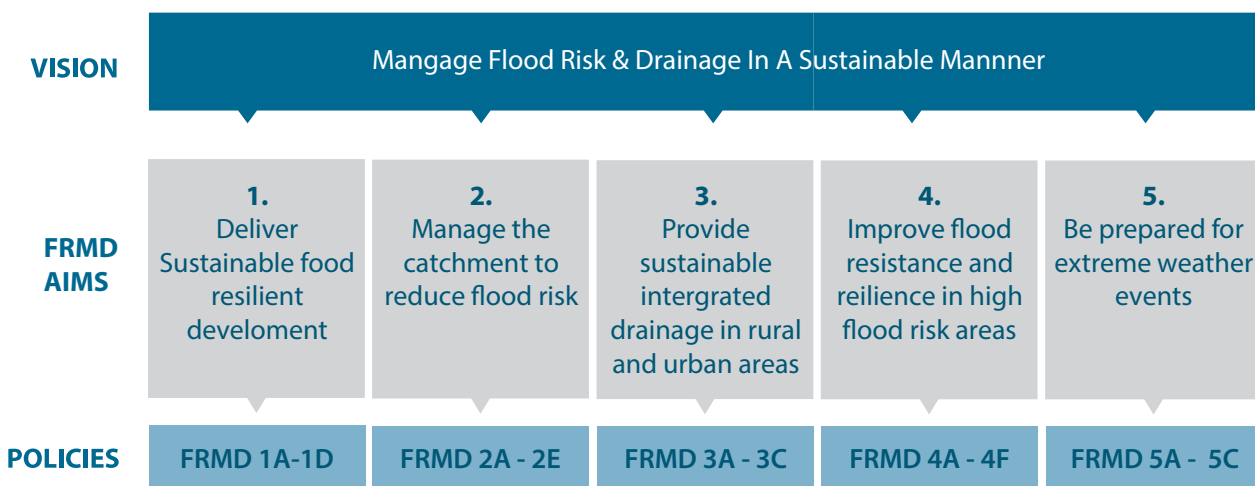 VISION
Mangage Flood Risk & Drainage In A Sustainable Mannner
FRMD
AIMS
1.
Deliver
Sustainable food
resilient
develoment
2.
Manage the
catchment to
reduce flood risk
3.
Provide
sustainable
intergrated
drainage in rural
and urban areas
4.
Improve flood
resistance and
reilience in high
flood risk areas
5.
Be prepared for
extreme weather
events
POLICIES
FRMD 1A-1D
FRMD 2A - 2E
FRMD 3A - 3C
FRMD 4A - 4F
FRMD 5A -  5C